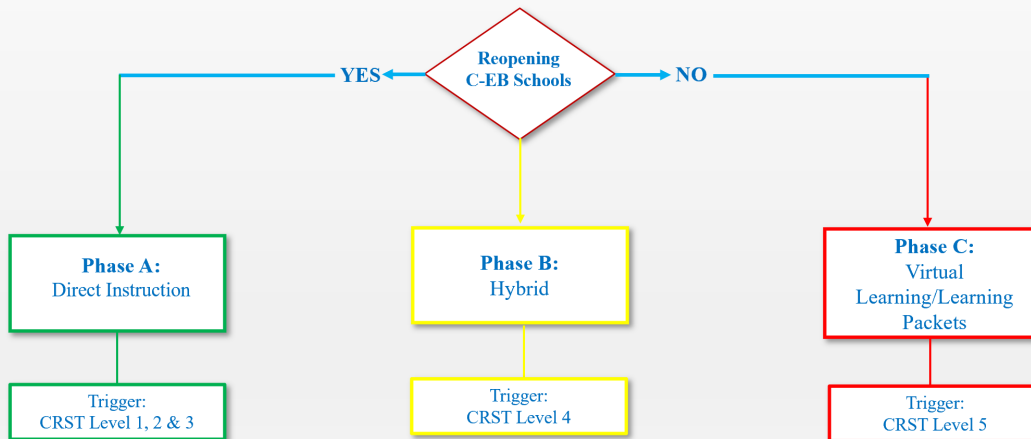 Reopening
C-EB Schools
YES
NO
Phase A:
Direct Instruction
Phase B:
Hybrid
Phase C:
Virtual
Learning/Learning
Packets
Trigger:
CRST Level 1, 2 & 3
Trigger:
CRST Level 4
Trigger:
CRST Level 5